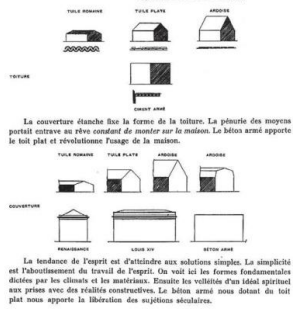 TUILE ROMAINE TUILE PLATE ARDOISE
TOITURE
CIMENT ARMÉ
La couverture étanche fixe la forme de la toiture. La pénurie des moyens
portait entrave au rêve constant de monter sur la maison. Le béton armé apporte
le toit plat et révolutionne l'usage de la maison.
TUILE ROMAINE TUILE PLATE ARDOISE ARDOISE
COUVERTURE
RENAISSANCE LOUIS XIV BÉTON ARMÉ
La tendance de l'esprit est d'atteindre aux solutions simples. La simplicité
est l'aboutissement du travail de l'esprit. On voit ici les formes fondamentales
dictées par les climats et les matériaux. Ensuite les velléités d'un idéal spirituel
aux prises avec des réalités constructives. Le béton armé nous dotant du toit
plat nous apporte la libération des sujétions séculaires.